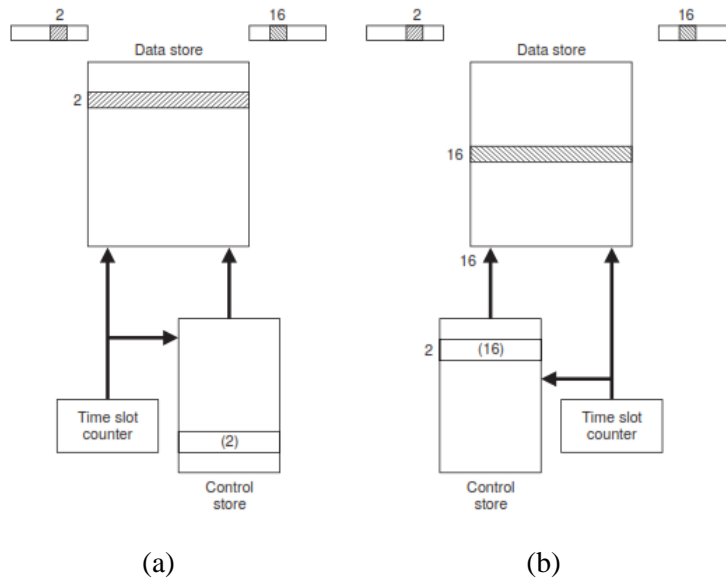 2
16
2
16
Data store
Data store
2
16
16
2
(16)
Time slot
counter
Time slot
counter
(2)
Control
store
Control
store
(a)
(b)